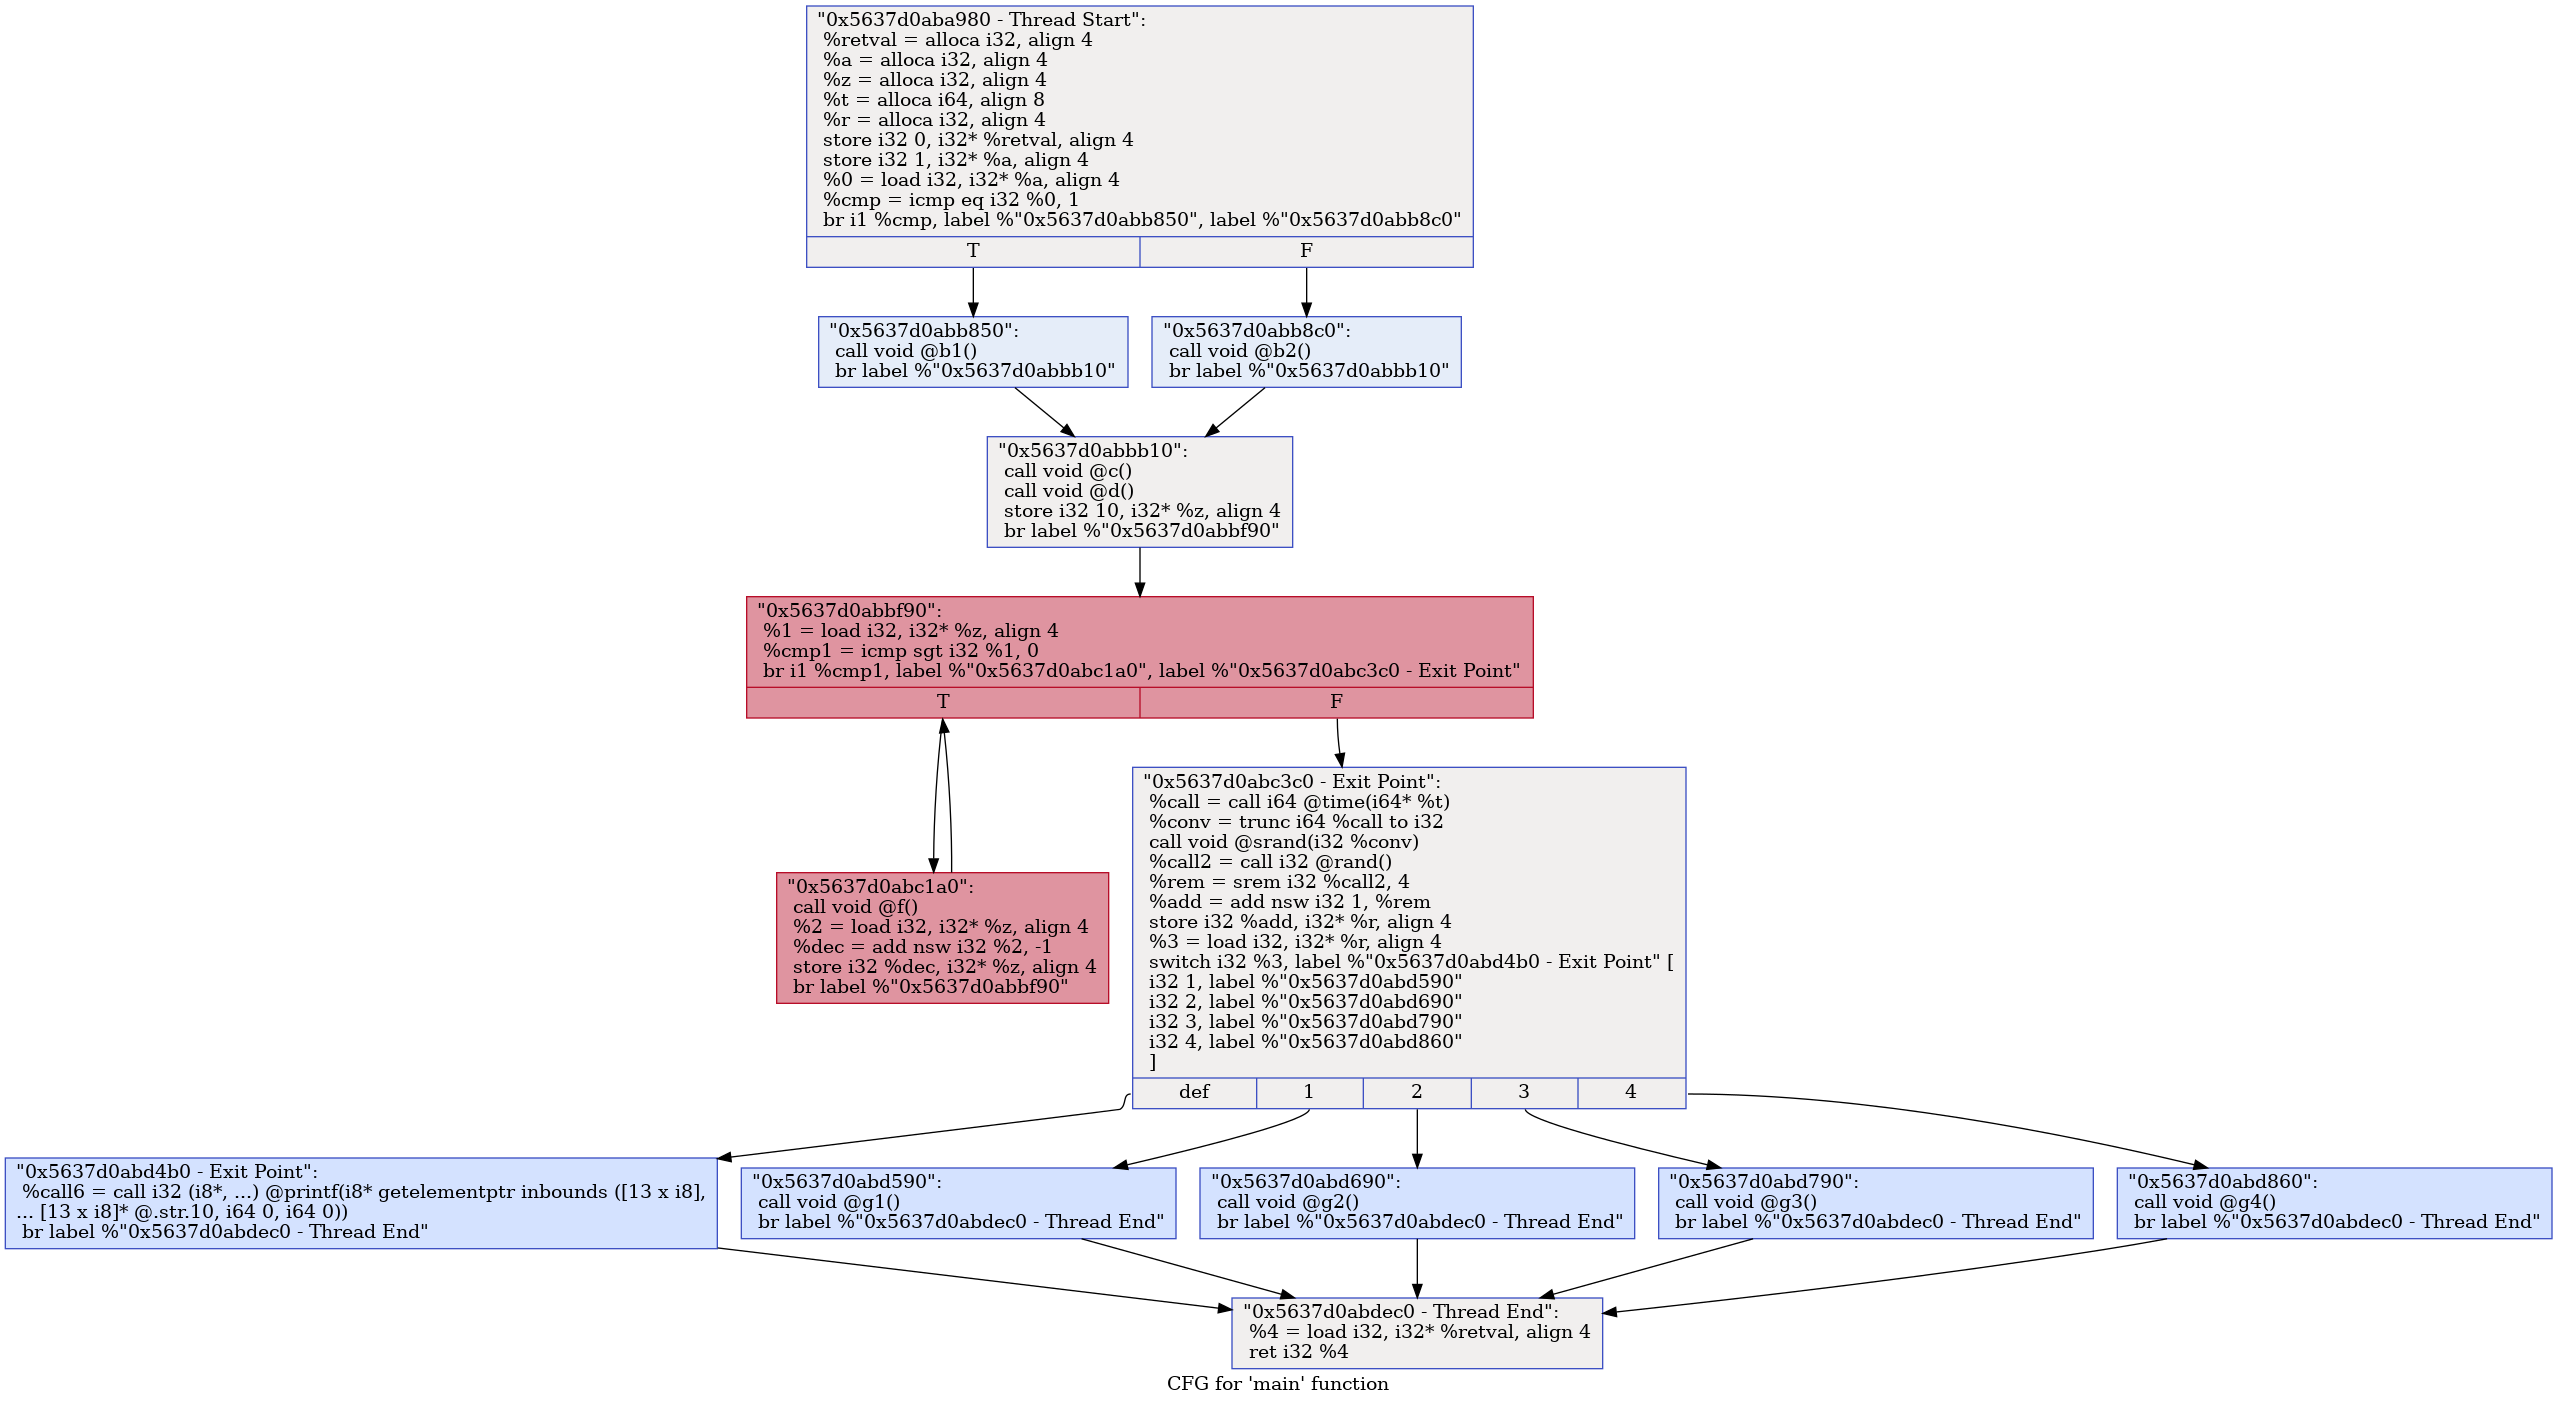 "0x5637d0aba980 - Thread Start":
%retval = alloca i32, align 4
%a = alloca i32, align 4
%z = alloca i32, align 4
%t = alloca i64, align 8
%r = alloca i32, align 4
store i32 0, i32* %retval, align 4
store i32 1, i32* %a, align 4
%0 = load i32, i32* %a, align 4
%cmp = icmp eq i32 %0, 1
br i1 %cmp, label %"0x5637d0abb850", label %"0x5637d0abb8c0"
T F
"0x5637d0abb850":
call void @b1()
br label %"0x5637d0abbb10"
"0x5637d0abb8c0":
call void @b2()
br label %"0x5637d0abbb10"
"0x5637d0abbb10":
call void @c()
call void @d()
store i32 10, i32* %z, align 4
br label %"0x5637d0abbf90"
"0x5637d0abbf90":
%1 = load i32, i32* %z, align 4
%cmp1 = icmp sgt i32 %1, 0
br i1 %cmp1, label %"0x5637d0abc1a0", label %"0x5637d0abc3c0 - Exit Point"
T F
"0x5637d0abc1a0":
call void @f()
%2 = load i32, i32* %z, align 4
%dec = add nsw i32 %2, -1
store i32 %dec, i32* %z, align 4
br label %"0x5637d0abbf90"
"0x5637d0abc3c0 - Exit Point":
%call = call i64 @time(i64* %t)
%conv = trunc i64 %call to i32
call void @srand(i32 %conv)
%call2 = call i32 @rand()
%rem = srem i32 %call2, 4
%add = add nsw i32 1, %rem
store i32 %add, i32* %r, align 4
%3 = load i32, i32* %r, align 4
switch i32 %3, label %"0x5637d0abd4b0 - Exit Point" [
i32 1, label %"0x5637d0abd590"
i32 2, label %"0x5637d0abd690"
i32 3, label %"0x5637d0abd790"
i32 4, label %"0x5637d0abd860"
]
def 1 2 3 4
"0x5637d0abd4b0 - Exit Point":
%call6 = call i32 (i8*, ...) @printf(i8* getelementptr inbounds ([13 x i8],
... [13 x i8]* @.str.10, i64 0, i64 0))
br label %"0x5637d0abdec0 - Thread End"
"0x5637d0abd590":
call void @g1()
br label %"0x5637d0abdec0 - Thread End"
"0x5637d0abd690":
call void @g2()
br label %"0x5637d0abdec0 - Thread End"
"0x5637d0abd790":
call void @g3()
br label %"0x5637d0abdec0 - Thread End"
"0x5637d0abd860":
call void @g4()
br label %"0x5637d0abdec0 - Thread End"
"0x5637d0abdec0 - Thread End":
%4 = load i32, i32* %retval, align 4
ret i32 %4
CFG for 'main' function